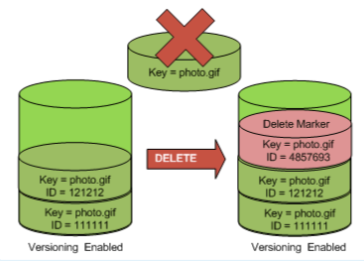 Key = photo.gif
DELETE
Key = photo.gif
ID = 121212
Key = photo.gif
ID = 111111
Versioning Enabled
Delete Marker
Key = photo.gif
ID = 4857693
Key = photo.gif
ID = 121212
Key = photo.gif
ID = 111111
Versioning Enabled